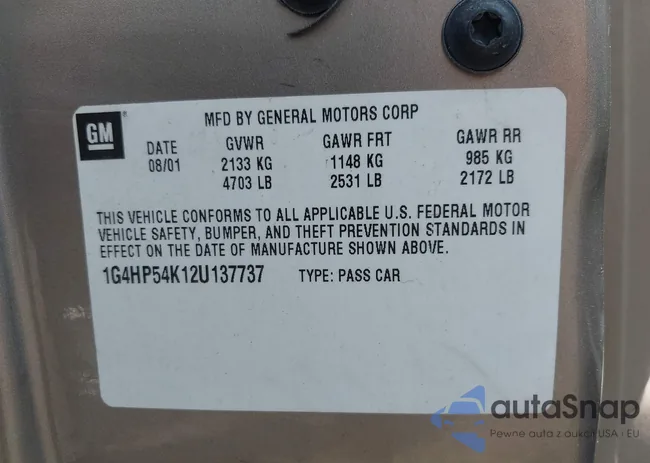 GM
MFD BY GENERAL MOTORS CORP
DATE GVWR GAWR FRT GAWR RR
08/01 2133 KG 1148 KG 985 KG
4703 LB 2531 LB 2172 LB
THIS VEHICLE CONFORMS TO ALL APPLICABLE U.S. FEDERAL MOTOR
VEHICLE SAFETY, BUMPER, AND THEFT PREVENTION STANDARDS IN
EFFECT ON THE DATE OF MANUFACTURE SHOWN ABOVE.
1G4HP54K12U137737 TYPE: PASS CAR
autaSnap
Pewne auta z aukcji USA i EU